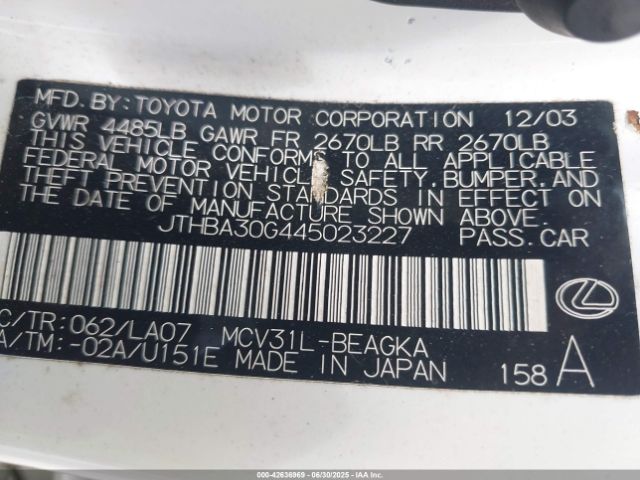 MFD. BY: TOYOTA MOTOR CORPORATION 12/03
GVWR 4485LB GAWR FR 2670LB RR 2670LB
THIS VEHICLE CONFORMS TO ALL APPLICABLE
FEDERAL MOTOR VEHICLE SAFETY, BUMPER, AND
THEFT PREVENTION STANDARDS IN EFFECT ON
THE DATE OF MANUFACTURE SHOWN ABOVE.
JTHBA30G445023227 PASS.CAR
C/TR:062/LA07 MCV31L-BEAGKA
A/TM:-02A/U151E MADE IN JAPAN 158 A
000-42636969 06/30/2025 IAAI.COM